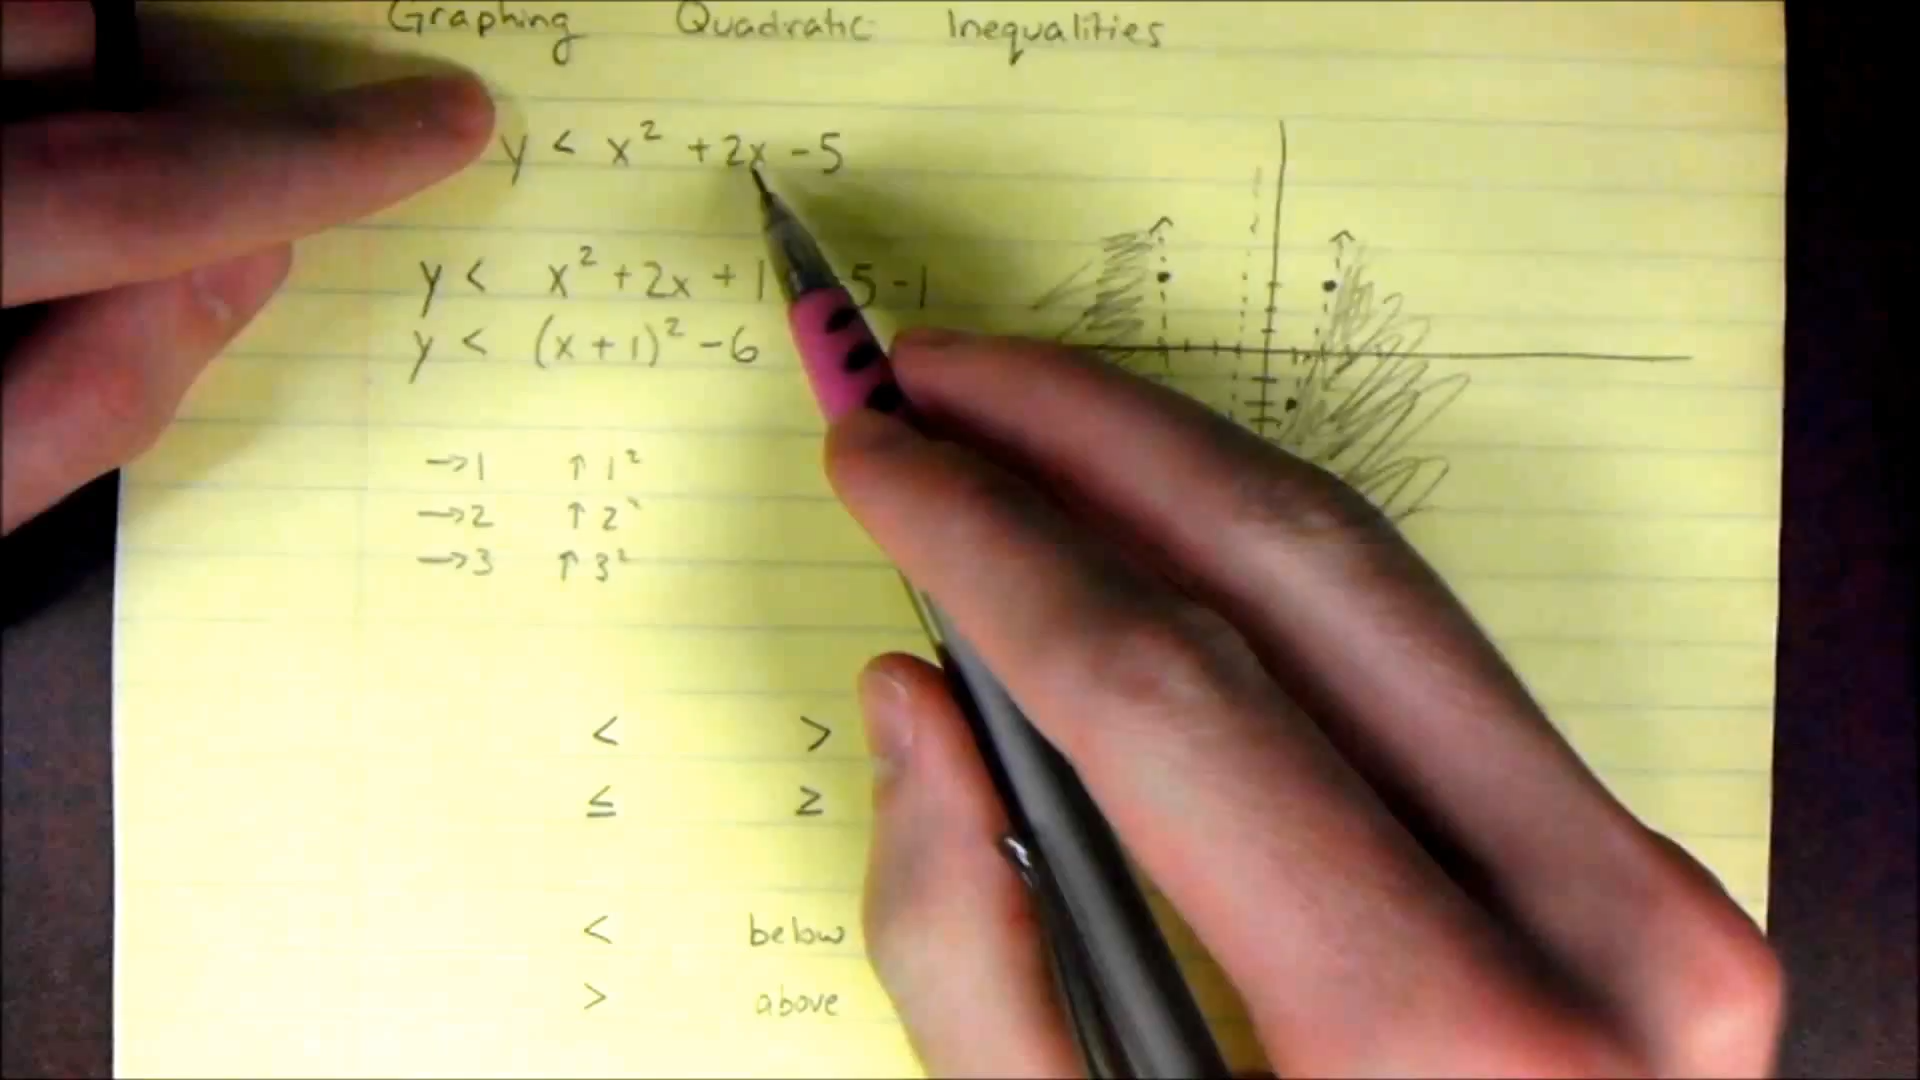 Graphing Quadratic Inequalities
y < x² + 2x - 5
y < x² + 2x + 1 5 - 1
y < (x + 1)² - 6
→1 ↑ 1²
→2 ↑ 2²
→3 ↑ 3²
< >
≤ ≥
< below
> above